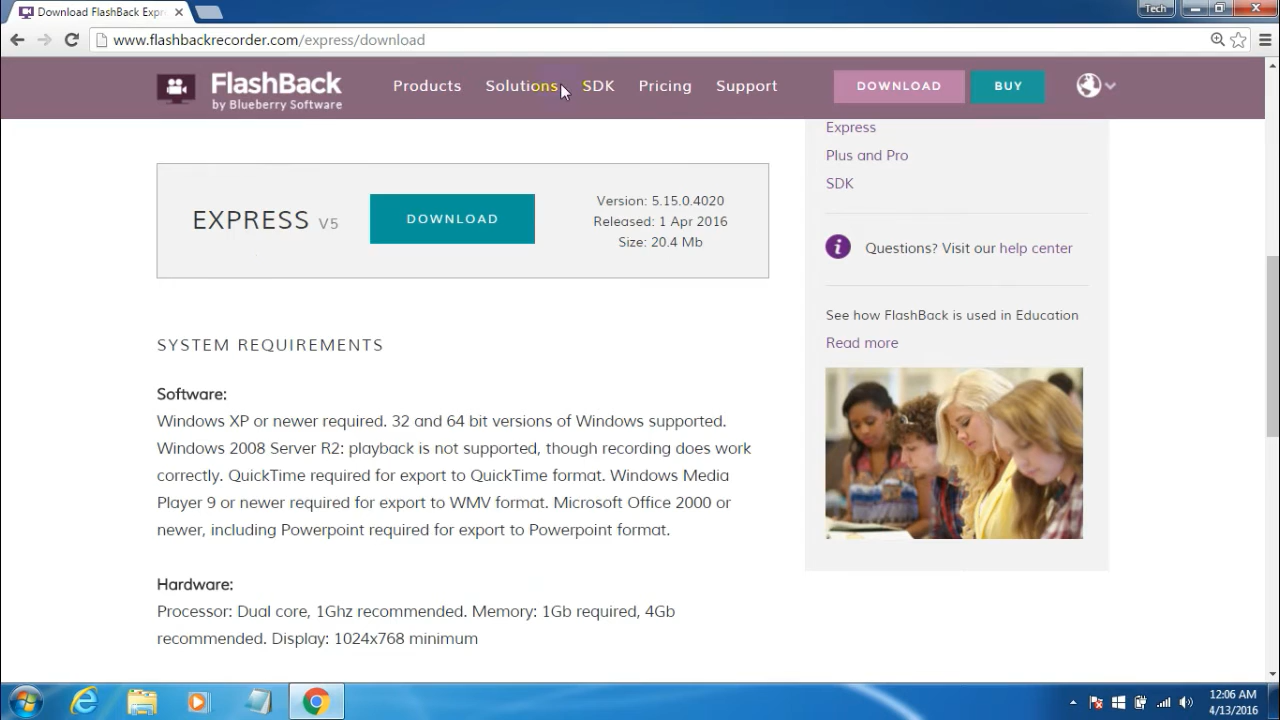 Download FlashBack Expr
Tech
www.flashbackrecorder.com/express/download
FlashBack
by Blueberry Software
Products Solutions SDK Pricing Support
DOWNLOAD BUY
EXPRESS V5
DOWNLOAD
Version: 5.15.0.4020
Released: 1 Apr 2016
Size: 20.4 Mb
SYSTEM REQUIREMENTS
Software:
Windows XP or newer required. 32 and 64 bit versions of Windows supported.
Windows 2008 Server R2: playback is not supported, though recording does work
correctly. QuickTime required for export to QuickTime format. Windows Media
Player 9 or newer required for export to WMV format. Microsoft Office 2000 or
newer, including Powerpoint required for export to Powerpoint format.
Hardware:
Processor: Dual core, 1Ghz recommended. Memory: 1Gb required, 4Gb
recommended. Display: 1024x768 minimum
Express
Plus and Pro
SDK
Questions? Visit our help center
See how FlashBack is used in Education
Read more
12:06 AM
4/13/2016